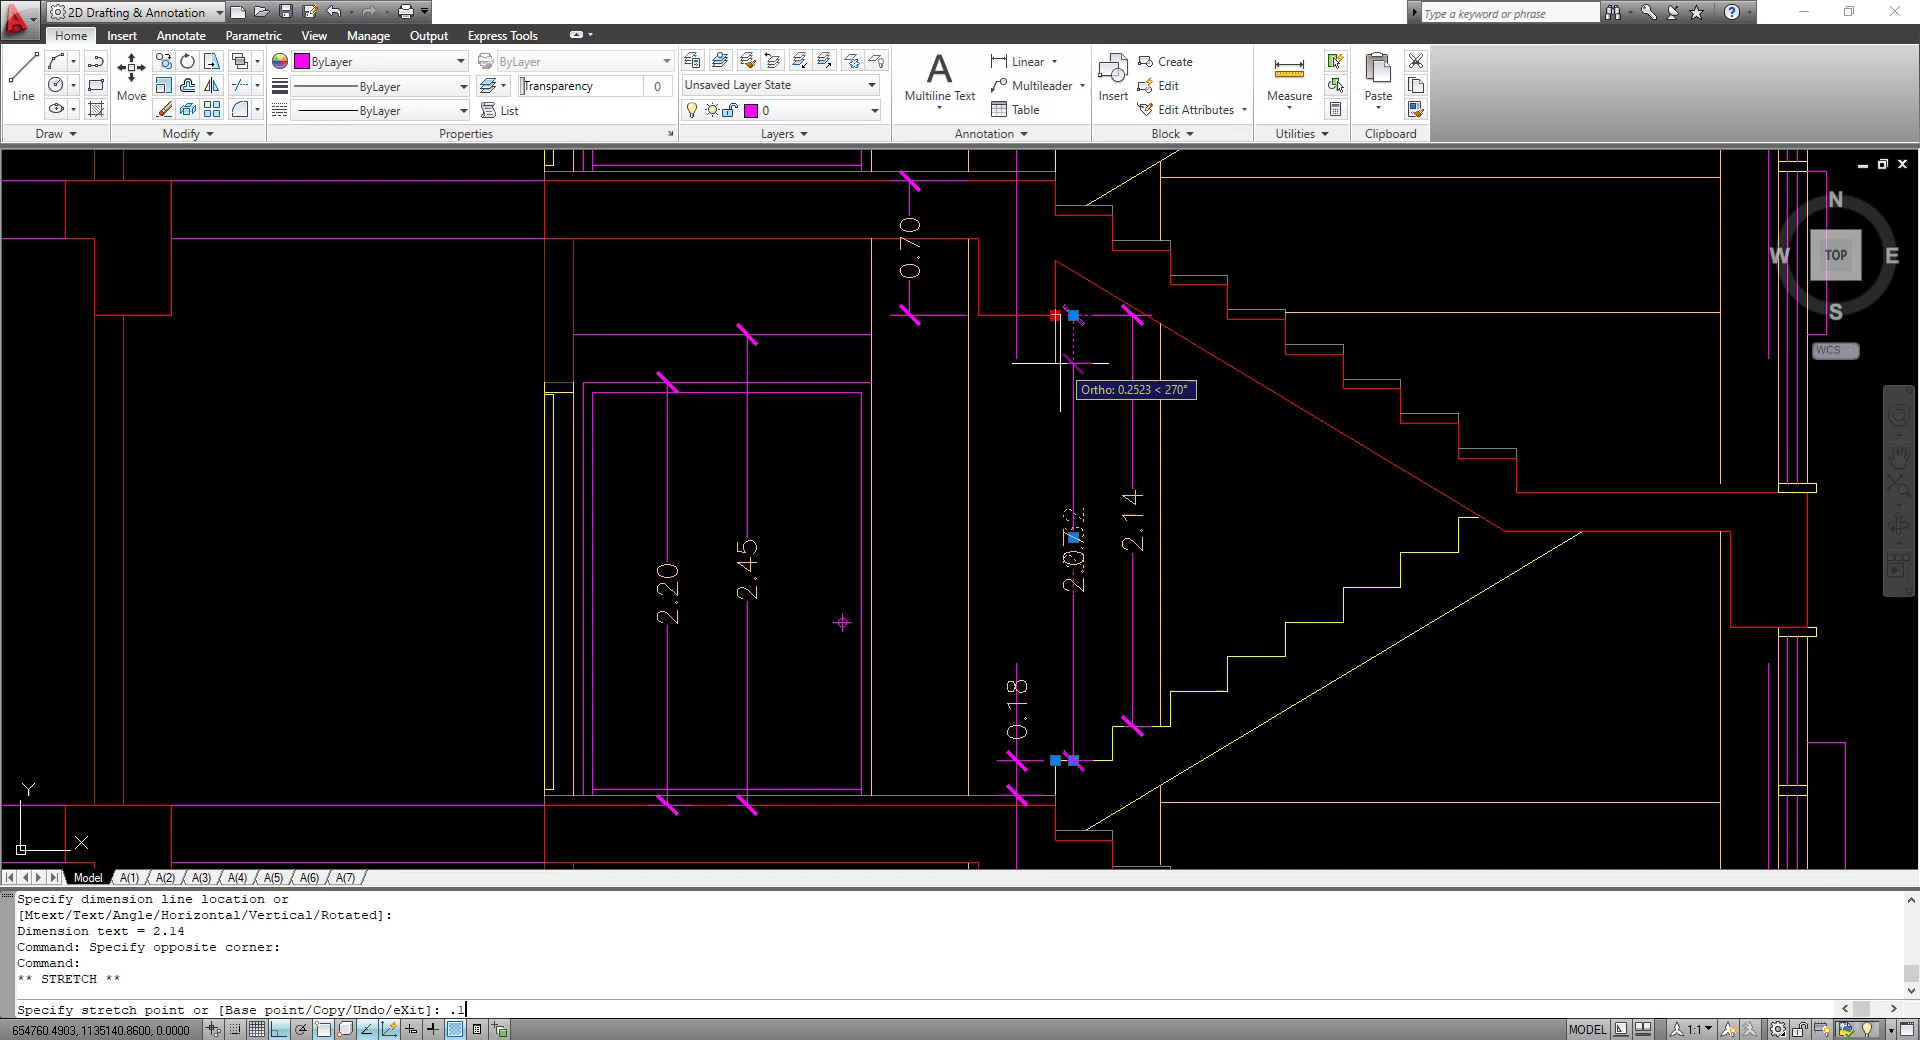 2D Drafting & Annotation
Type a keyword or phrase
Home Insert Annotate Parametric View Manage Output Express Tools
Line
Move
ByLayer
ByLayer
ByLayer
ByLayer
Transparency 0
List
Unsaved Layer State
0
Multiline Text
Linear
Multileader
Table
Insert
Create
Edit
Edit Attributes
Measure
Paste
Draw Modify Properties Layers Annotation Block Utilities Clipboard
N
W TOP E
S
WCS
0.70
Ortho: 0.2523 < 270°
2.14
2.45
2.20
0.18
Y
X
Model A(1) A(2) A(3) A(4) A(5) A(6) A(7)
Specify dimension line location or
[Mtext/Text/Angle/Horizontal/Vertical/Rotated]:
Dimension text = 2.14
Command: Specify opposite corner:
Command:
** STRETCH **
Specify stretch point or [Base point/Copy/Undo/eXit]: .1
654760.4903, 1135140.8600, 0.0000
MODEL
1:1